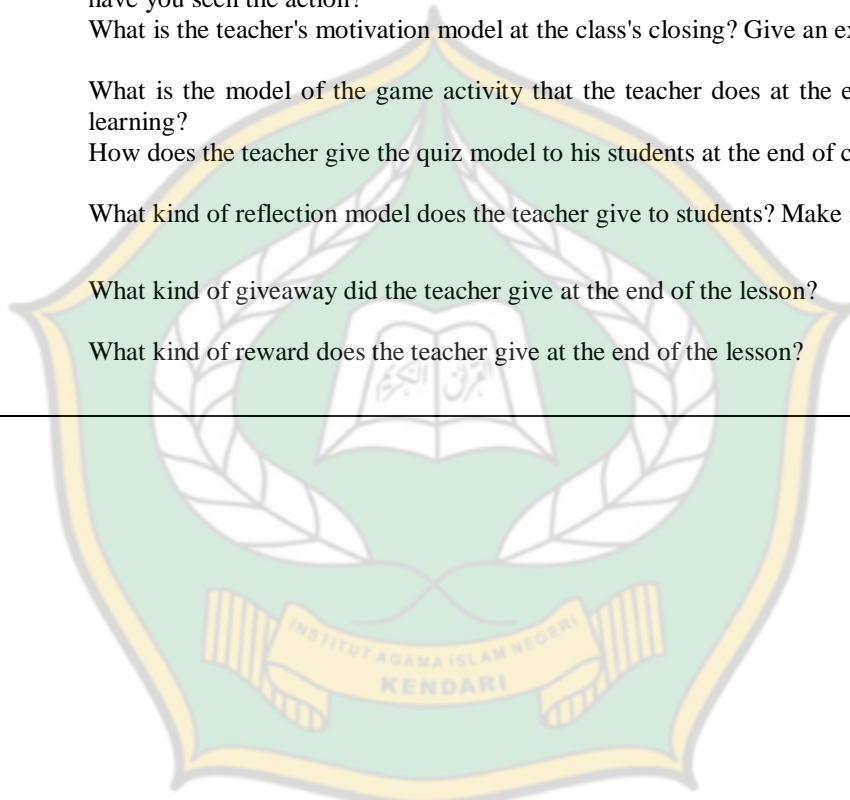 have you seen the action?
What is the teacher's motivation model at the class's closing? Give an
What is the model of the game activity that the teacher does at the
learning?
How does the teacher give the quiz model to his students at the end of
What kind of reflection model does the teacher give to students? Make
What kind of giveaway did the teacher give at the end of the lesson?
What kind of reward does the teacher give at the end of the lesson?
القرآن الكريم
INSTITUT AGAMA ISLAM NEGERI
KENDARI